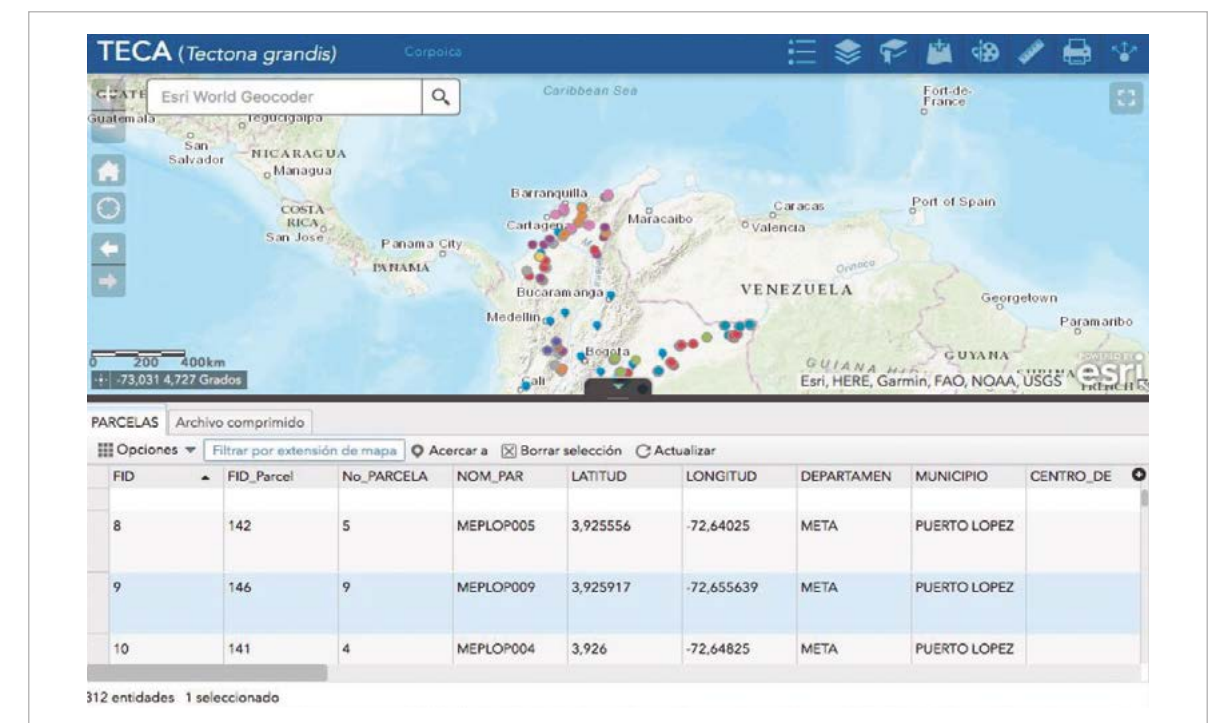 TECA (Tectona grandis) Corpoica
Esri World Geocoder
Caribbean Sea
Fort-de-
France
Guatemala
Tegucigalpa
San
Salvador
NICARAGUA
Managua
Barranquilla
COSTA
RICA
San Jose
Cartagena
Maracaibo
Caracas
Valencia
Port of Spain
Panama City
PANAMA
Orinoco
Bucaramanga
VENEZUELA
Georgetown
Medellin
Paramaribo
0 200 400km
Bogota
GUYANA
GUIANA
POWERED BY
esri
-73,031 4,727 Grados
Cali
Esri, HERE, Garmin, FAO, NOAA, USGS
FRENCH
PARCELAS Archivo comprimido
Opciones Filtrar por extensión de mapa Acercar a Borrar selección Actualizar
FID FID_Parcel No_PARCELA NOM_PAR LATITUD LONGITUD DEPARTAMEN MUNICIPIO CENTRO_DE
8 142 5 MEPLOP005 3,925556 -72,64025 META PUERTO LOPEZ
9 146 9 MEPLOP009 3,925917 -72,655639 META PUERTO LOPEZ
10 141 4 MEPLOP004 3,926 -72,64825 META PUERTO LOPEZ
312 entidades 1 seleccionado